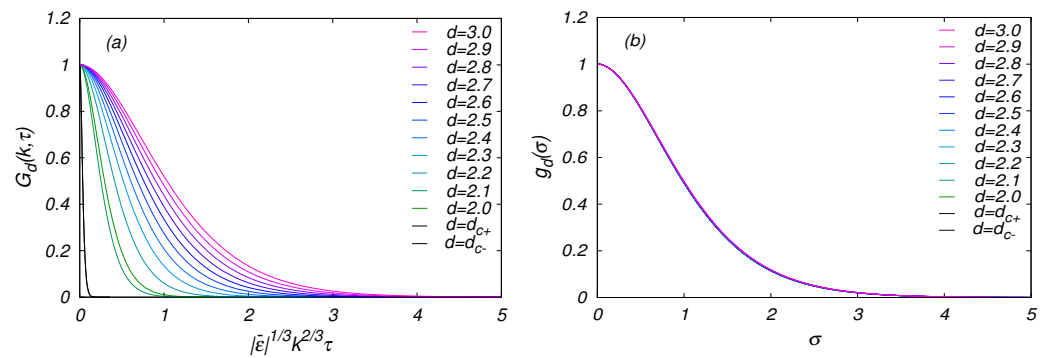 (a)
1.2
1
0.8
0.6
0.4
0.2
0
0 1 2 3 4 5
G_d(k,τ)
|ε̄|^{1/3}k^{2/3}τ
d=3.0
d=2.9
d=2.8
d=2.7
d=2.6
d=2.5
d=2.4
d=2.3
d=2.2
d=2.1
d=2.0
d=d_{c+}
d=d_{c-}
(b)
1.2
1
0.8
0.6
0.4
0.2
0
0 1 2 3 4 5
g_d(σ)
σ
d=3.0
d=2.9
d=2.8
d=2.7
d=2.6
d=2.5
d=2.4
d=2.3
d=2.2
d=2.1
d=2.0
d=d_{c+}
d=d_{c-}